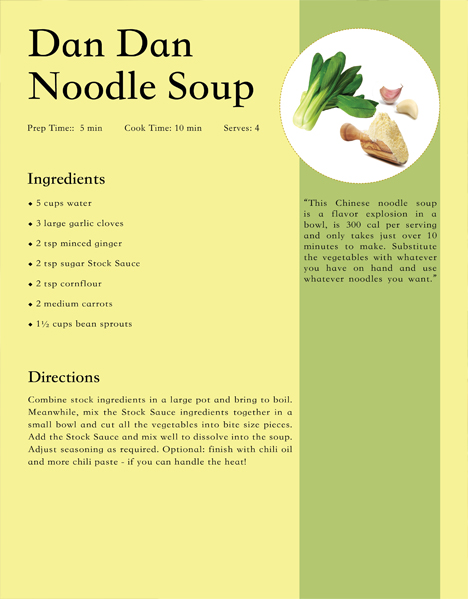 Dan Dan
Noodle Soup
Prep Time:: 5 min Cook Time: 10 min Serves: 4
Ingredients
◆ 5 cups water
◆ 3 large garlic cloves
◆ 2 tsp minced ginger
◆ 2 tsp sugar Stock Sauce
◆ 2 tsp cornflour
◆ 2 medium carrots
◆ 1½ cups bean sprouts
Directions
Combine stock ingredients in a large pot and bring to boil.
Meanwhile, mix the Stock Sauce ingredients together in a
small bowl and cut all the vegetables into bite size pieces.
Add the Stock Sauce and mix well to dissolve into the soup.
Adjust seasoning as required. Optional: finish with chili oil
and more chili paste - if you can handle the heat!
“This Chinese noodle soup
is a flavor explosion in a
bowl, is 300 cal per serving
and only takes just over 10
minutes to make. Substitute
the vegetables with whatever
you have on hand and use
whatever noodles you want.”